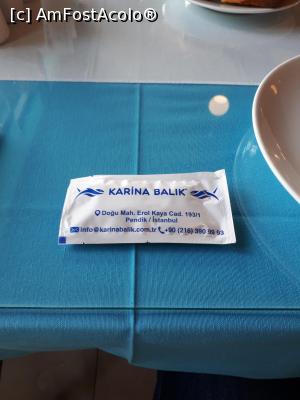 [c] AmFostAcolo®
KARİNA BALIK
Doğu Mah. Erol Kaya Cad. 193/1
Pendik / İstanbul
info@karinabalik.com.tr +90 (216) 390 99 93